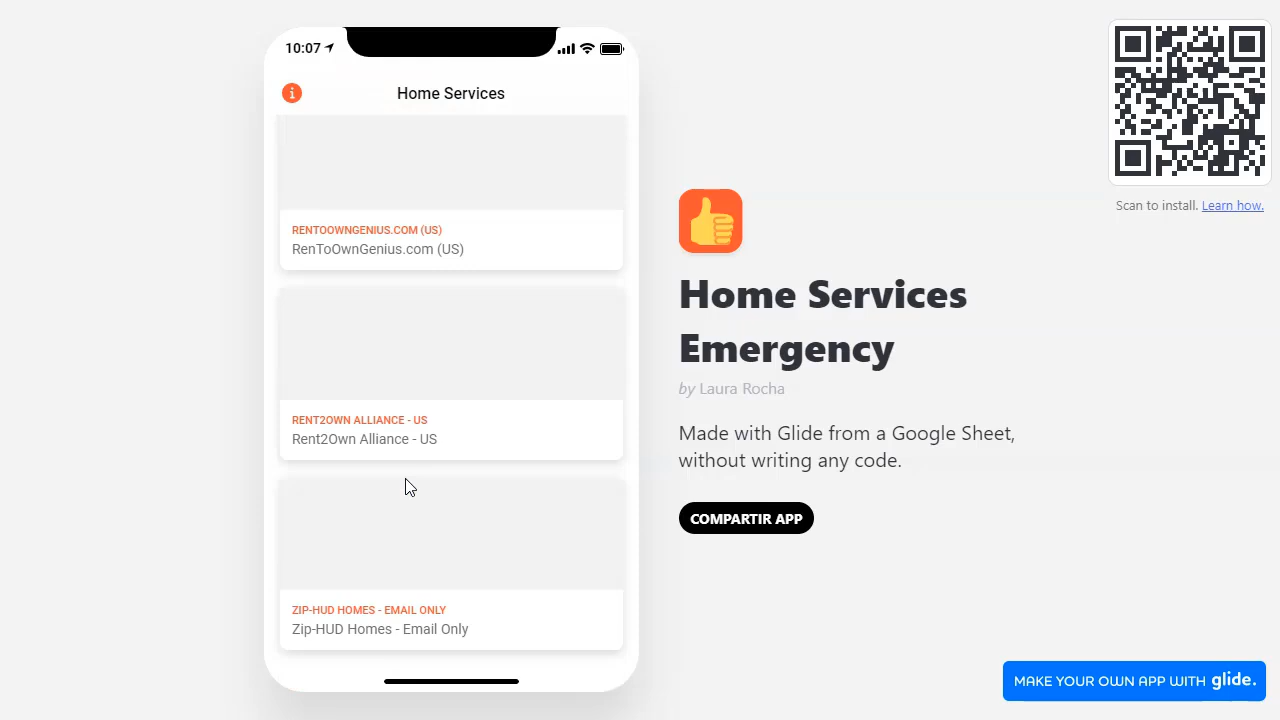 10:07
Home Services
RENTOOWNGENIUS.COM (US)
RenToOwnGenius.com (US)
RENT2OWN ALLIANCE - US
Rent2Own Alliance - US
ZIP-HUD HOMES - EMAIL ONLY
Zip-HUD Homes - Email Only
Home Services
Emergency
by Laura Rocha
Made with Glide from a Google Sheet,
without writing any code.
COMPARTIR APP
Scan to install. Learn how.
MAKE YOUR OWN APP WITH glide.